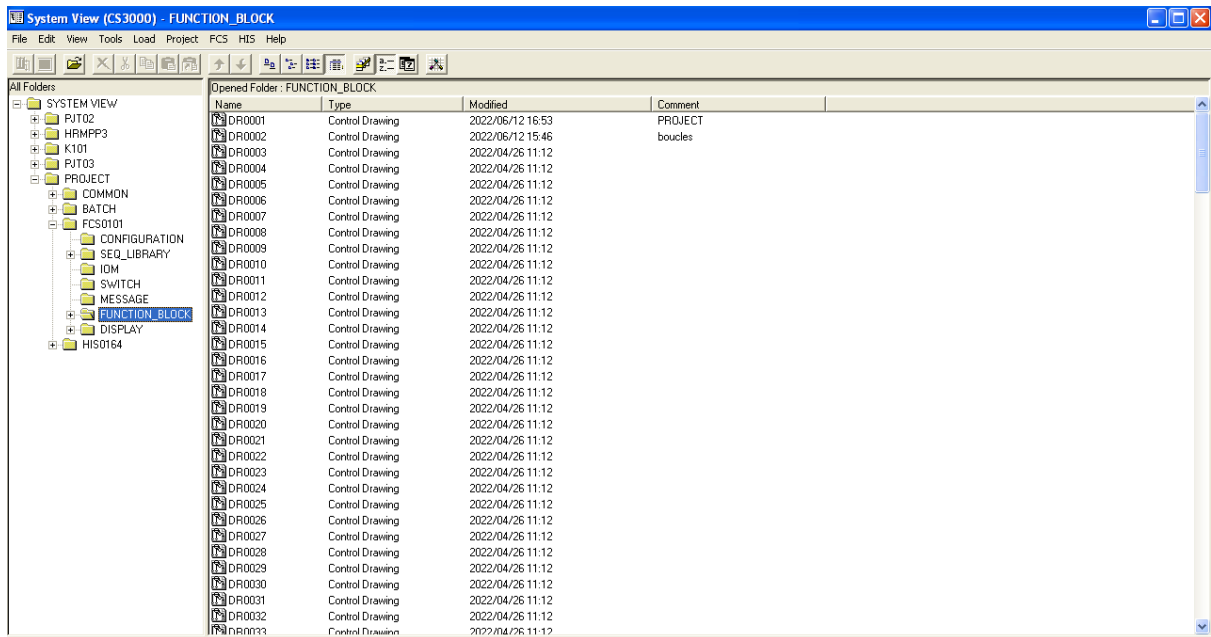 System View (CS3000) - FUNCTION_BLOCK
File Edit View Tools Load Project FCS HIS Help
All Folders
Opened Folder : FUNCTION_BLOCK
SYSTEM VIEW
PJT02
HRMPP3
K101
PJT03
PROJECT
COMMON
BATCH
FCS0101
CONFIGURATION
SEQ_LIBRARY
IOM
SWITCH
MESSAGE
FUNCTION_BLOCK
DISPLAY
HIS0164
Name Type Modified Comment
DR0001 Control Drawing 2022/06/12 16:53 PROJECT
DR0002 Control Drawing 2022/06/12 15:46 boucles
DR0003 Control Drawing 2022/04/26 11:12
DR0004 Control Drawing 2022/04/26 11:12
DR0005 Control Drawing 2022/04/26 11:12
DR0006 Control Drawing 2022/04/26 11:12
DR0007 Control Drawing 2022/04/26 11:12
DR0008 Control Drawing 2022/04/26 11:12
DR0009 Control Drawing 2022/04/26 11:12
DR0010 Control Drawing 2022/04/26 11:12
DR0011 Control Drawing 2022/04/26 11:12
DR0012 Control Drawing 2022/04/26 11:12
DR0013 Control Drawing 2022/04/26 11:12
DR0014 Control Drawing 2022/04/26 11:12
DR0015 Control Drawing 2022/04/26 11:12
DR0016 Control Drawing 2022/04/26 11:12
DR0017 Control Drawing 2022/04/26 11:12
DR0018 Control Drawing 2022/04/26 11:12
DR0019 Control Drawing 2022/04/26 11:12
DR0020 Control Drawing 2022/04/26 11:12
DR0021 Control Drawing 2022/04/26 11:12
DR0022 Control Drawing 2022/04/26 11:12
DR0023 Control Drawing 2022/04/26 11:12
DR0024 Control Drawing 2022/04/26 11:12
DR0025 Control Drawing 2022/04/26 11:12
DR0026 Control Drawing 2022/04/26 11:12
DR0027 Control Drawing 2022/04/26 11:12
DR0028 Control Drawing 2022/04/26 11:12
DR0029 Control Drawing 2022/04/26 11:12
DR0030 Control Drawing 2022/04/26 11:12
DR0031 Control Drawing 2022/04/26 11:12
DR0032 Control Drawing 2022/04/26 11:12
DR0033 Control Drawing 2022/04/26 11:12